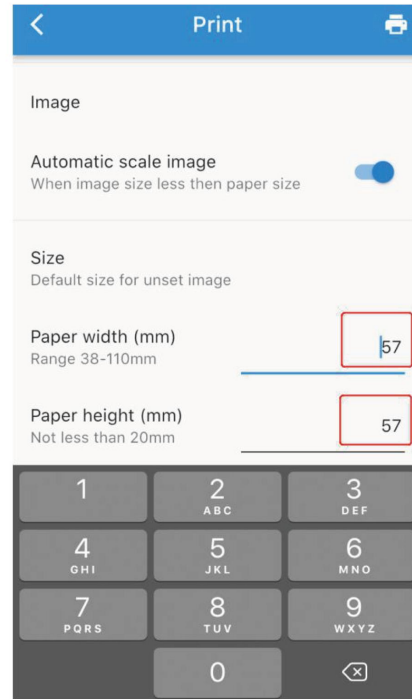 Print
Image
Automatic scale image
When image size less then paper size
Size
Default size for unset image
Paper width (mm)
57
Range 38-110mm
Paper height (mm)
57
Not less than 20mm
1 2 3
ABC DEF
4 5 6
GHI JKL MNO
7 8 9
PQRS TUV WXYZ
0